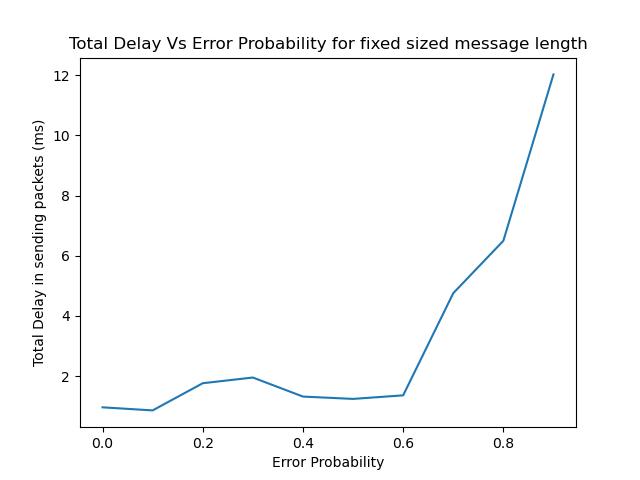 Total Delay Vs Error Probability for fixed sized message length
12
10
8
6
4
2
Total Delay in sending packets (ms)
0.0 0.2 0.4 0.6 0.8
Error Probability